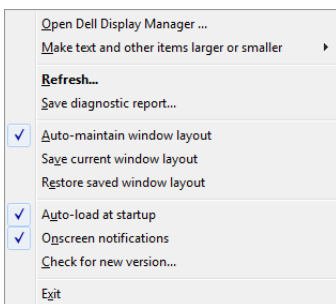 Open Dell Display Manager ...
Make text and other items larger or smaller
Refresh...
Save diagnostic report...
Auto-maintain window layout
Save current window layout
Restore saved window layout
Auto-load at startup
Onscreen notifications
Check for new version...
Exit